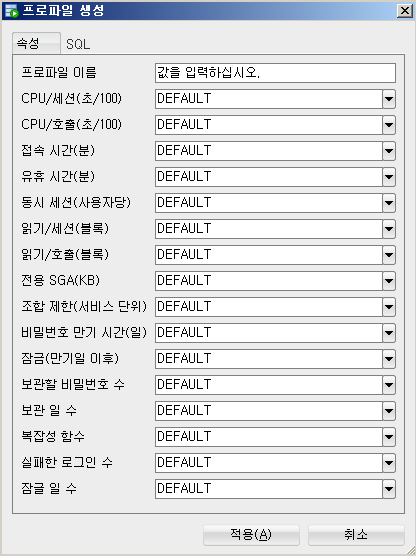 프로파일 생성
속성 SQL
프로파일 이름 값을 입력하십시오.
CPU/세션(초/100) DEFAULT
CPU/호출(초/100) DEFAULT
접속 시간(분) DEFAULT
유휴 시간(분) DEFAULT
동시 세션(사용자당) DEFAULT
읽기/세션(블록) DEFAULT
읽기/호출(블록) DEFAULT
전용 SGA(KB) DEFAULT
조합 제한(서비스 단위) DEFAULT
비밀번호 만기 시간(일) DEFAULT
잠금(만기일 이후) DEFAULT
보관할 비밀번호 수 DEFAULT
보관 일 수 DEFAULT
복잡성 함수 DEFAULT
실패한 로그인 수 DEFAULT
잠글 일 수 DEFAULT
적용(A) 취소